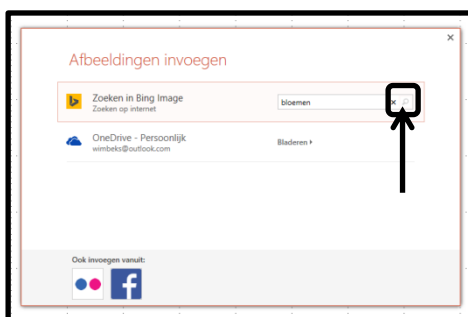 Afbeeldingen invoegen
Zoeken in Bing Image
Zoeken op internet
bloemen
OneDrive - Persoonlijk
wimbeks@outlook.com
Bladeren
Ook invoegen vanuit: